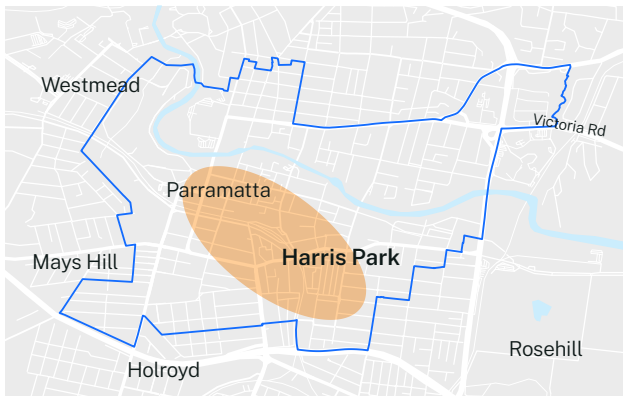 Westmead
Victoria Rd
Parramatta
Harris Park
Mays Hill
Rosehill
Holroyd